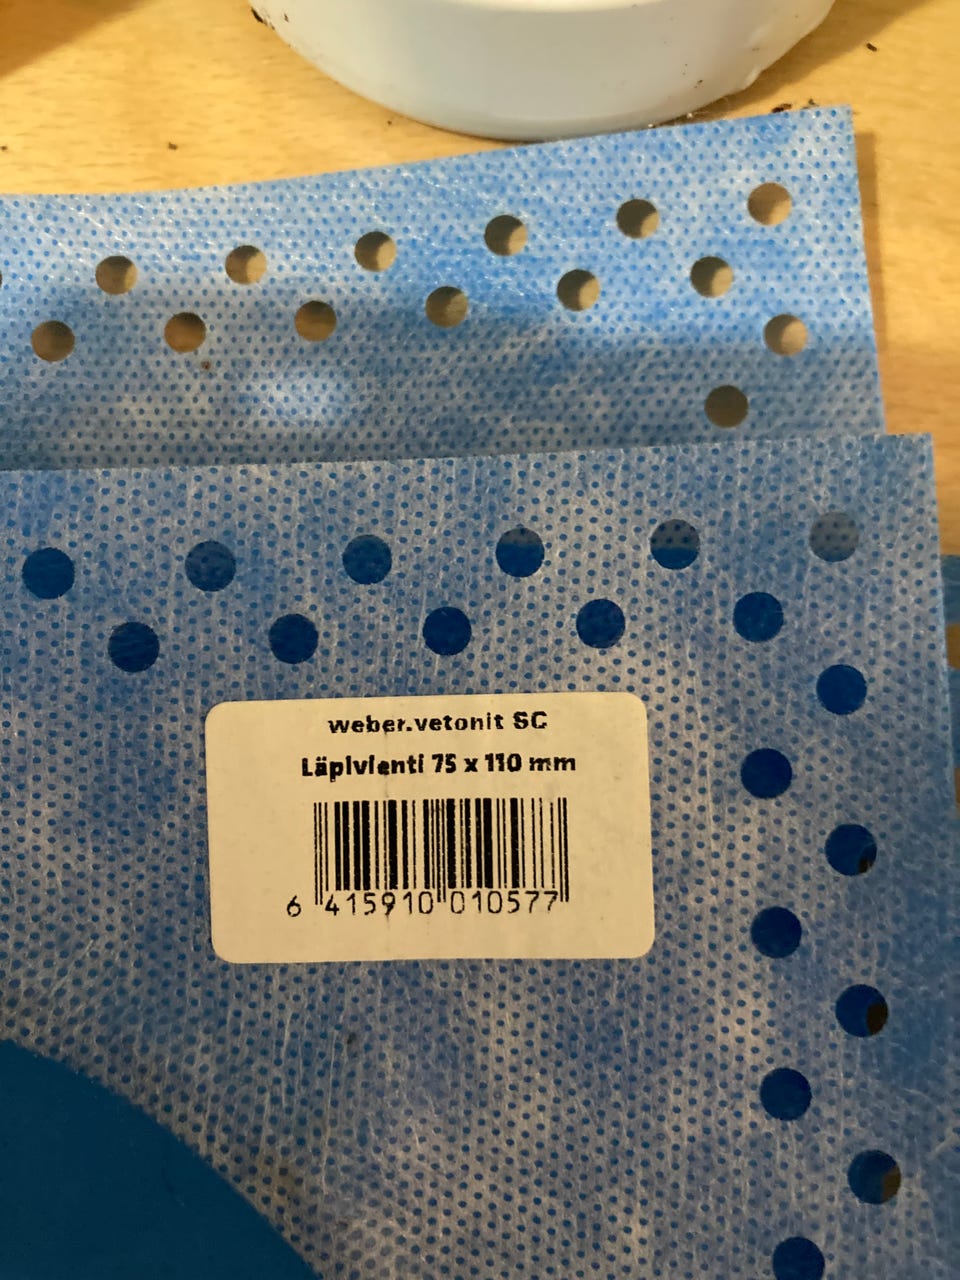 weber.vetonit SC
Läpivienti 75 x 110 mm
6 415910 010577